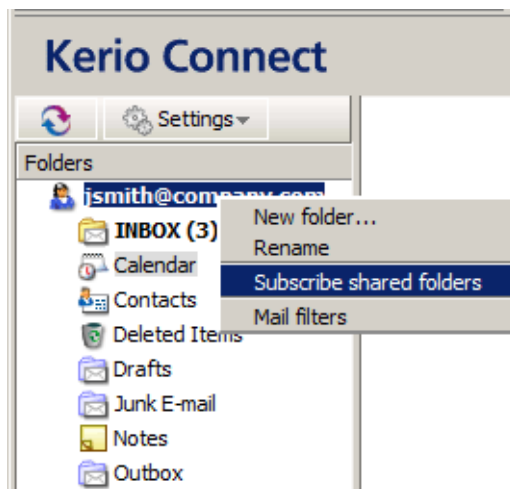 Kerio Connect
Settings
Folders
jsmith@company.com
New folder...
INBOX (3)
Rename
Calendar
Subscribe shared folders
Contacts
Mail filters
Deleted Items
Drafts
Junk E-mail
Notes
Outbox